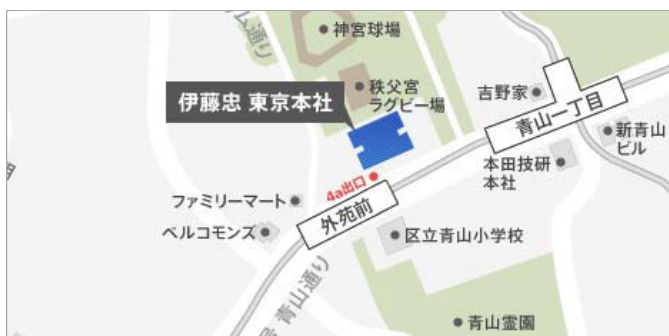 神宮球場
通り
秩父宮
ラグビー場
伊藤忠 東京本社
吉野家
青山一丁目
新青山
ビル
本田技研
本社
4a出口
ファミリーマート
外苑前
ベルコモンズ
区立青山小学校
号 青山通り
青山霊園